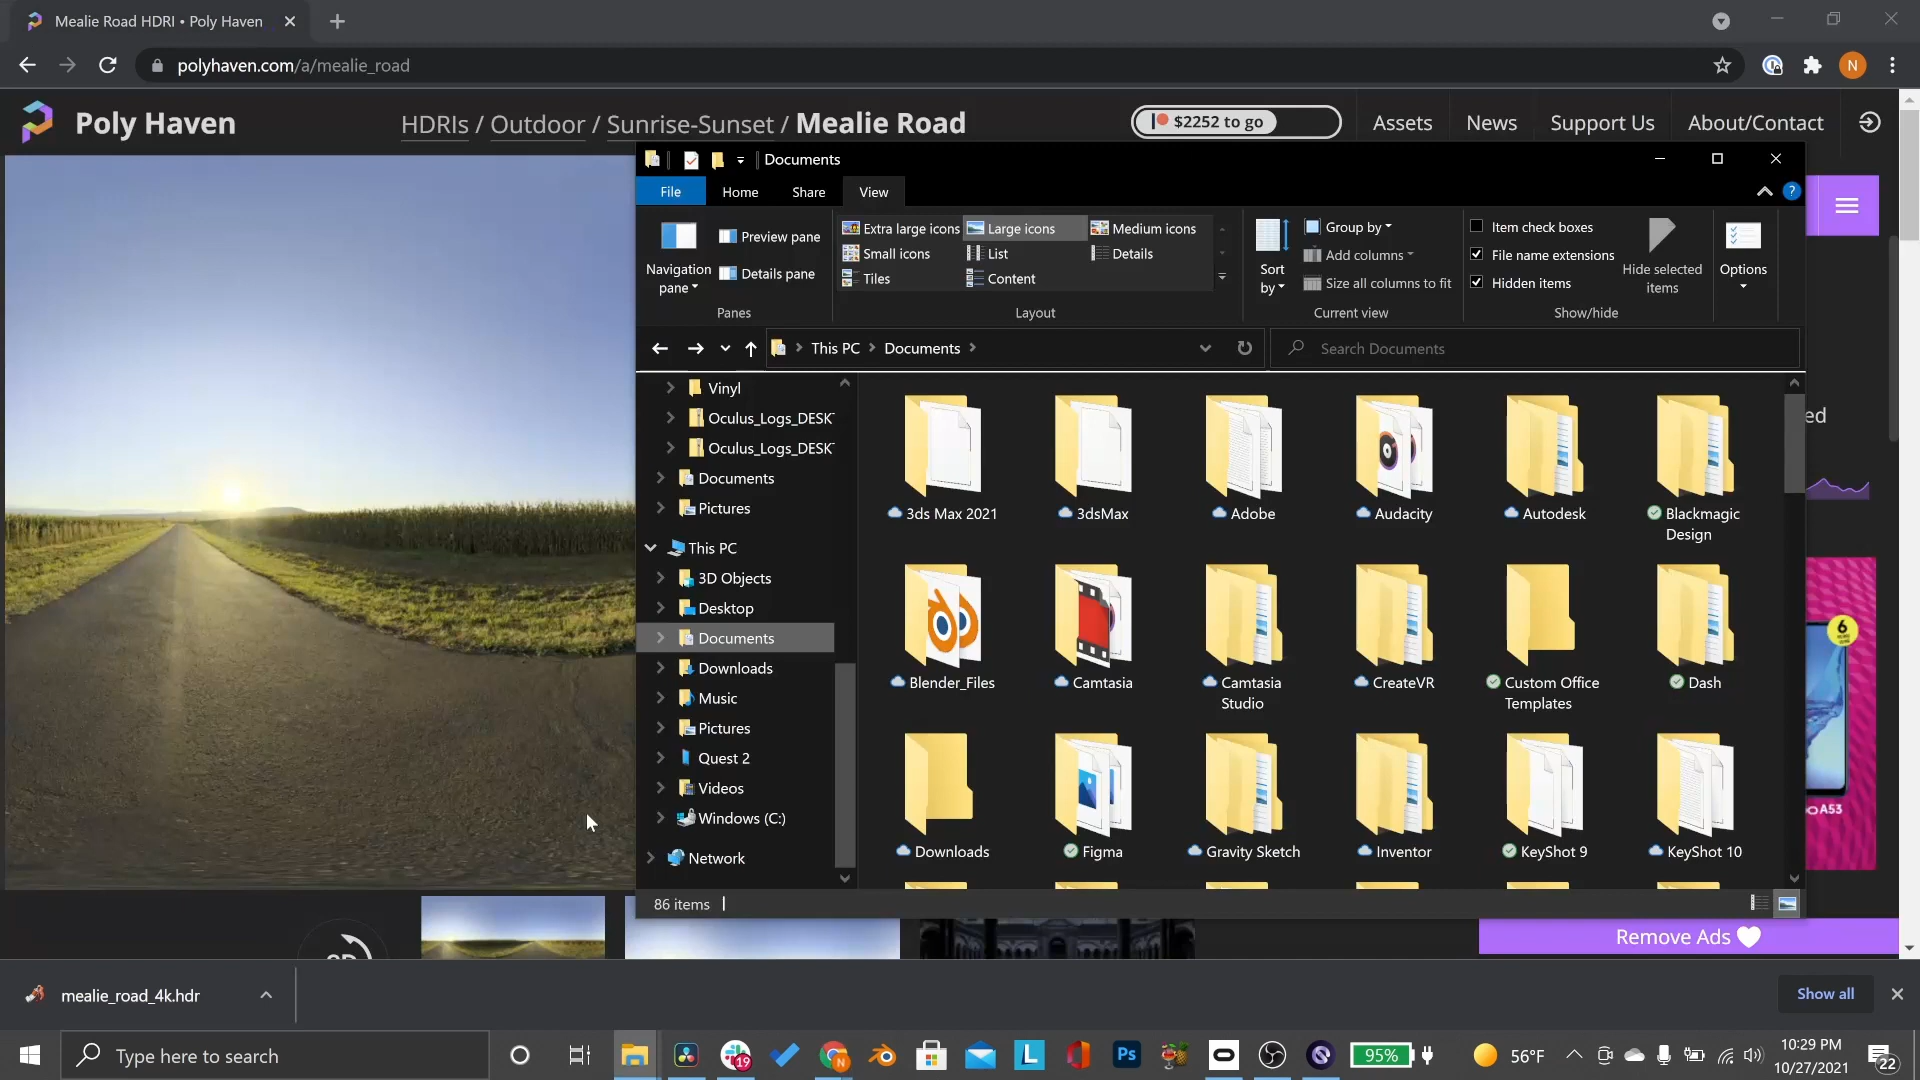 Mealie Road HDRI • Poly Haven
polyhaven.com/a/mealie_road
N
Poly Haven
HDRIs / Outdoor / Sunrise-Sunset / Mealie Road
$2252 to go
Assets
News
Support Us
About/Contact
Documents
File
Home
Share
View
?
Navigation pane
Preview pane
Details pane
Panes
Extra large icons
Large icons
Medium icons
Small icons
List
Details
Tiles
Content
Layout
Sort by
Group by
Add columns
Size all columns to fit
Current view
Item check boxes
File name extensions
Hidden items
Hide selected items
Show/hide
Options
This PC
Documents
Search Documents
Vinyl
Oculus_Logs_DESK
Oculus_Logs_DESK
Documents
Pictures
This PC
3D Objects
Desktop
Documents
Downloads
Music
Pictures
Quest 2
Videos
Windows (C:)
Network
3ds Max 2021
3dsMax
Adobe
Audacity
Autodesk
Blackmagic
Design
Blender_Files
Camtasia
Camtasia
Studio
CreateVR
Custom Office
Templates
Dash
Downloads
Figma
Gravity Sketch
Inventor
KeyShot 9
KeyShot 10
86 items
ed
6
A53
Remove Ads
mealie_road_4k.hdr
Show all
Type here to search
19
N
L
Ps
95%
56°F
10:29 PM
10/27/2021
22